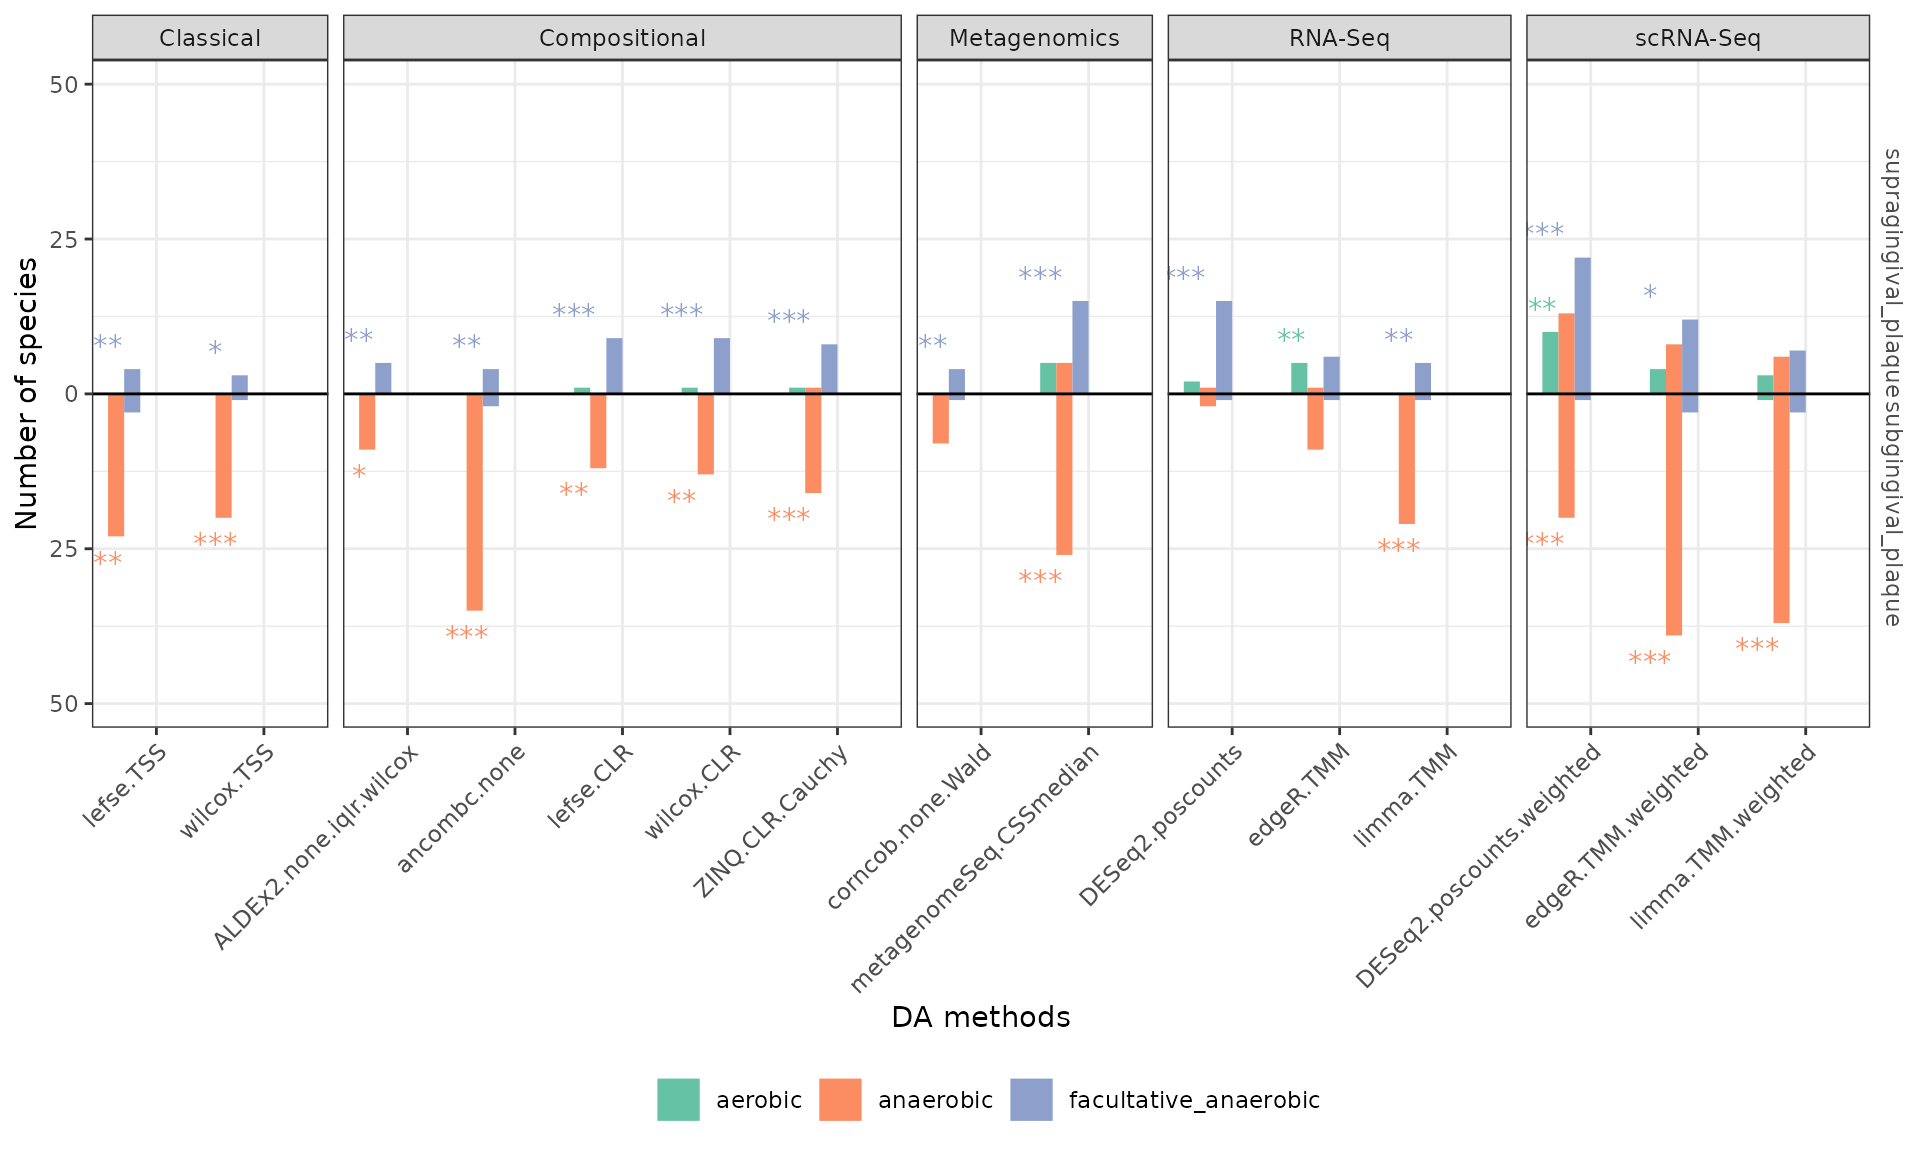 Classical
Compositional
Metagenomics
RNA-Seq
scRNA-Seq
Number of species
50
25
0
25
50
** * ** ** *** *** *** ** *** *** ** ** *** ** *
** *** * *** ** ** *** *** *** *** *** ***
supragingival_plaque
subgingival_plaque
lefse.TSS
wilcox.TSS
ALDEx2.none.iqlr.wilcox
ancombc.none
lefse.CLR
wilcox.CLR
ZINQ.CLR.Cauchy
corncob.none.Wald
metagenomeSeq.CSSmedian
DESeq2.poscounts
edgeR.TMM
limma.TMM
DESeq2.poscounts.weighted
edgeR.TMM.weighted
limma.TMM.weighted
DA methods
aerobic
anaerobic
facultative_anaerobic